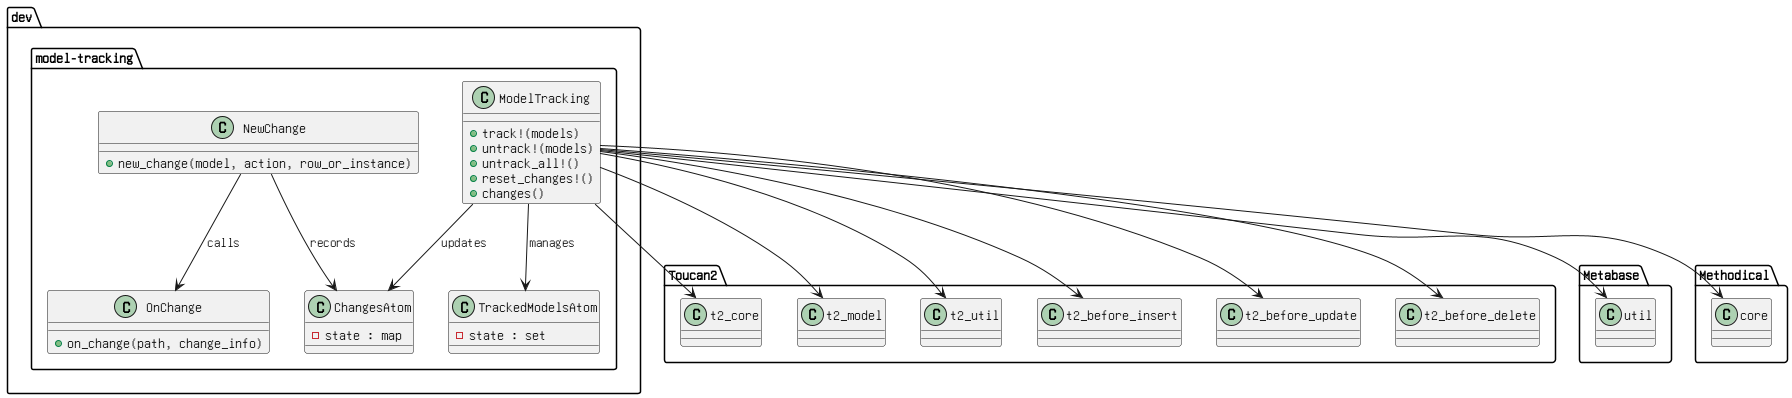 dev
model-tracking
C ModelTracking
track!(models)
untrack!(models)
untrack_all!()
reset_changes!()
changes()
C NewChange
new_change(model, action, row_or_instance)
calls
records
updates
manages
C OnChange
on_change(path, change_info)
C ChangesAtom
state : map
C TrackedModelsAtom
state : set
Toucan2
C t2_core
C t2_model
C t2_util
C t2_before_insert
C t2_before_update
C t2_before_delete
Metabase
C util
Methodical
C core